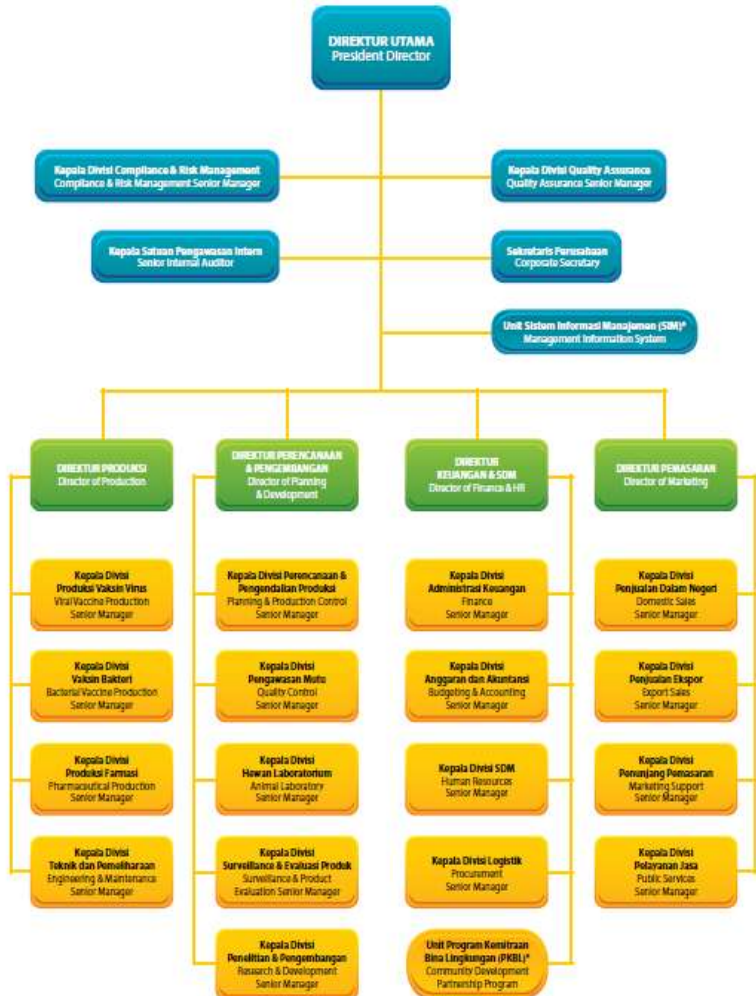 DIREKTUR UTAMA
President Director
Kepala Divisi Compliance & Risk Management
Compliance & Risk Management Senior Manager
Kepala Divisi Quality Assurance
Quality Assurance Senior Manager
Kepala Satuan Pengawasan Intern
Senior Internal Auditor
Sekretaris Perusahaan
Corporate Secretary
Unit Sistem Informasi Manajemen (SIM)*
Management Information System
DIREKTUR PRODUKSI
Director of Production
DIREKTUR PERENCANAAN
& PENGEMBANGAN
Director of Planning
& Development
DIREKTUR
KEUANGAN & SDM
Director of Finance & HR
DIREKTUR PEMASARAN
Director of Marketing
Kepala Divisi
Produksi Vaksin Virus
Viral Vaccine Production
Senior Manager
Kepala Divisi Perencanaan &
Pengendalian Produksi
Planning & Production Control
Senior Manager
Kepala Divisi
Administrasi Keuangan
Finance
Senior Manager
Kepala Divisi
Penjualan Dalam Negeri
Domestic Sales
Senior Manager
Kepala Divisi
Vaksin Bakteri
Bacterial Vaccine Production
Senior Manager
Kepala Divisi
Pengawasan Mutu
Quality Control
Senior Manager
Kepala Divisi
Anggaran dan Akuntansi
Budgeting & Accounting
Senior Manager
Kepala Divisi
Penjualan Ekspor
Export Sales
Senior Manager
Kepala Divisi
Produksi Farmasi
Pharmaceutical Production
Senior Manager
Kepala Divisi
Hewan Laboratorium
Animal Laboratory
Senior Manager
Kepala Divisi SDM
Human Resources
Senior Manager
Kepala Divisi
Penunjang Pemasaran
Marketing Support
Senior Manager
Kepala Divisi
Teknik dan Pemeliharaan
Engineering & Maintenance
Senior Manager
Kepala Divisi
Surveillance & Evaluasi Produk
Surveillance & Product
Evaluation Senior Manager
Kepala Divisi Logistik
Procurement
Senior Manager
Kepala Divisi
Pelayanan Jasa
Public Services
Senior Manager
Kepala Divisi
Penelitian & Pengembangan
Research & Development
Senior Manager
Unit Program Kemitraan
Bina Lingkungan (PKBL)*
Community Development
Partnership Program